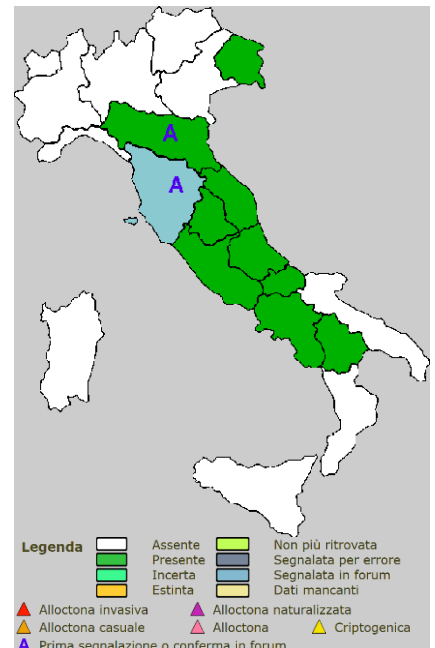 A
A
Legenda
Assente Non più ritrovata
Presente Segnalata per errore
Incerta Segnalata in forum
Estinta Dati mancanti
Alloctona invasiva Alloctona naturalizzata
Alloctona casuale Alloctona Criptogenica
A Prima segnalazione o conferma in forum